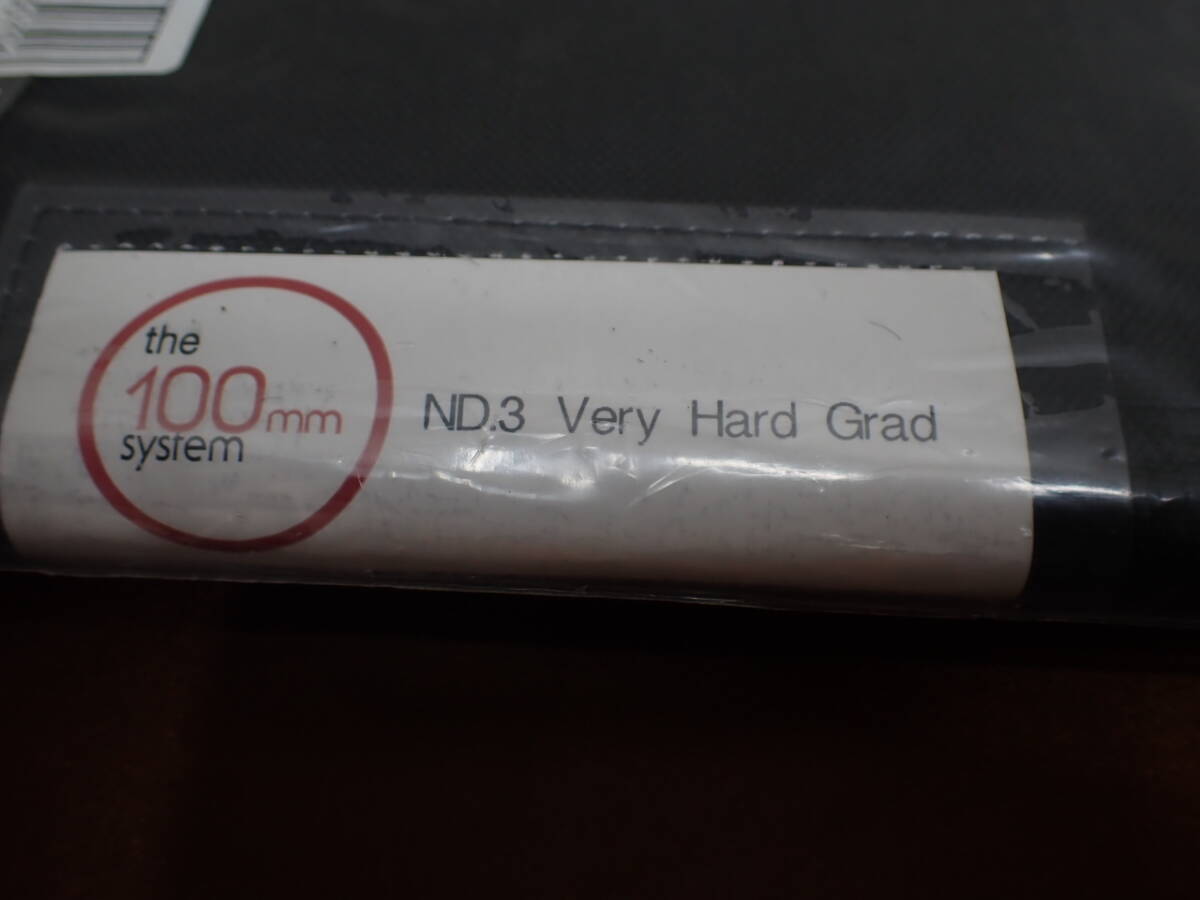 the
100mm
system
ND.3 Very Hard Grad